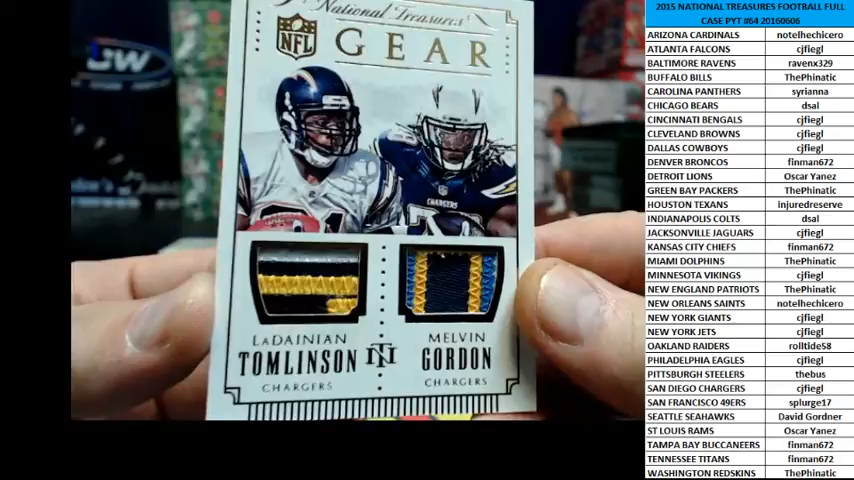 National Treasures
NFL
GEAR
CHARGERS
LADAINIAN
TOMLINSON
CHARGERS
NT
MELVIN
GORDON
CHARGERS
2015 NATIONAL TREASURES FOOTBALL FULL
CASE PYT #64 20160606
ARIZONA CARDINALS notelhechicero
ATLANTA FALCONS cjfiegl
BALTIMORE RAVENS ravenx329
BUFFALO BILLS ThePhinatic
CAROLINA PANTHERS syrianna
CHICAGO BEARS dsal
CINCINNATI BENGALS cjfiegl
CLEVELAND BROWNS cjfiegl
DALLAS COWBOYS cjfiegl
DENVER BRONCOS finman672
DETROIT LIONS Oscar Yanez
GREEN BAY PACKERS ThePhinatic
HOUSTON TEXANS injuredreserve
INDIANAPOLIS COLTS dsal
JACKSONVILLE JAGUARS cjfiegl
KANSAS CITY CHIEFS finman672
MIAMI DOLPHINS ThePhinatic
MINNESOTA VIKINGS cjfiegl
NEW ENGLAND PATRIOTS ThePhinatic
NEW ORLEANS SAINTS notelhechicero
NEW YORK GIANTS cjfiegl
NEW YORK JETS cjfiegl
OAKLAND RAIDERS rolltide58
PHILADELPHIA EAGLES cjfiegl
PITTSBURGH STEELERS thebus
SAN DIEGO CHARGERS cjfiegl
SAN FRANCISCO 49ERS splurge17
SEATTLE SEAHAWKS David Gordner
ST LOUIS RAMS Oscar Yanez
TAMPA BAY BUCCANEERS finman672
TENNESSEE TITANS finman672
WASHINGTON REDSKINS ThePhinatic